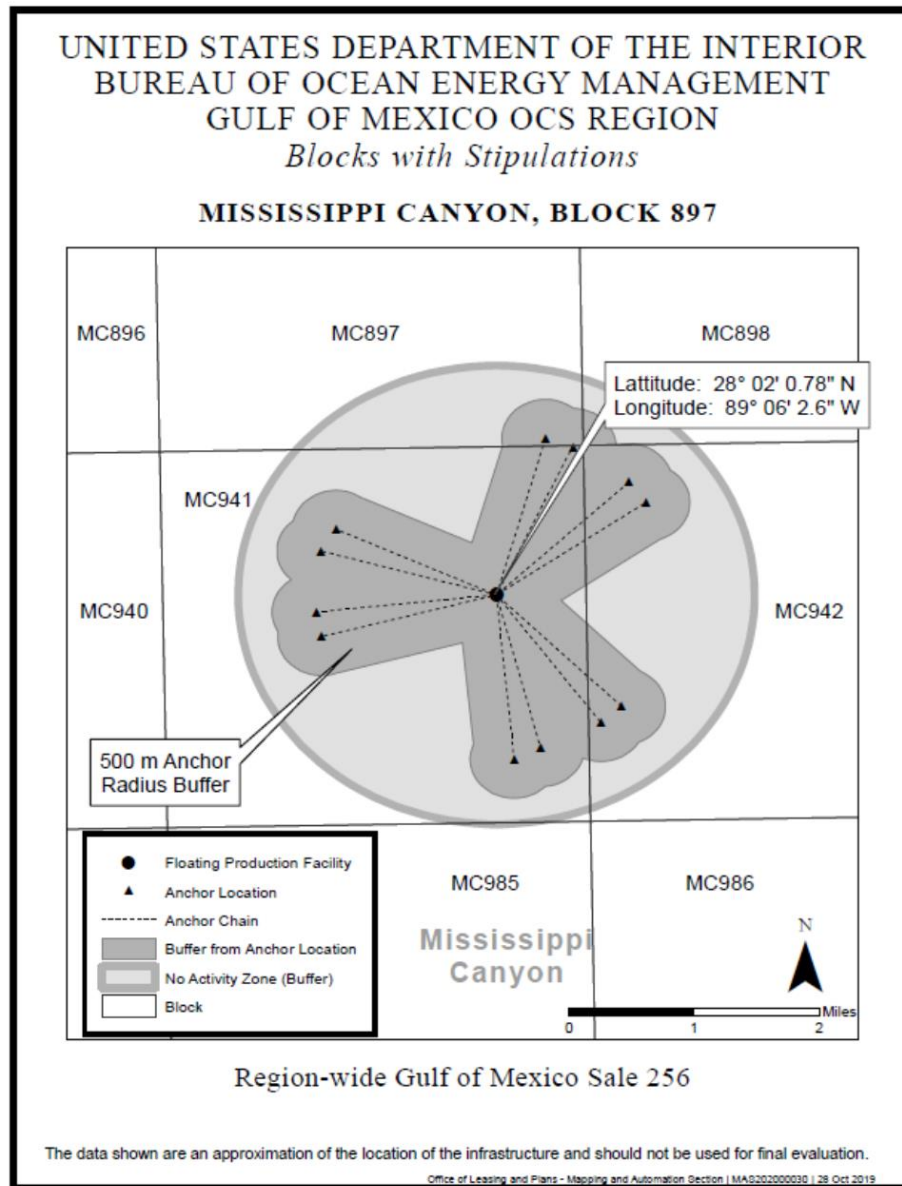 UNITED STATES DEPARTMENT OF THE INTERIOR
BUREAU OF OCEAN ENERGY MANAGEMENT
GULF OF MEXICO OCS REGION
Blocks with Stipulations
MISSISSIPPI CANYON, BLOCK 897
MC896
MC897
MC898
Lattitude: 28° 02' 0.78" N
Longitude: 89° 06' 2.6" W
MC941
MC940
MC942
500 m Anchor
Radius Buffer
Floating Production Facility
Anchor Location
Anchor Chain
Buffer from Anchor Location
No Activity Zone (Buffer)
Block
MC985
MC986
Mississippi
Canyon
N
Miles
0 1 2
Region-wide Gulf of Mexico Sale 256
The data shown are an approximation of the location of the infrastructure and should not be used for final evaluation.
Office of Leasing and Plans - Mapping and Automation Section | MAS202000030 | 28 Oct 2019